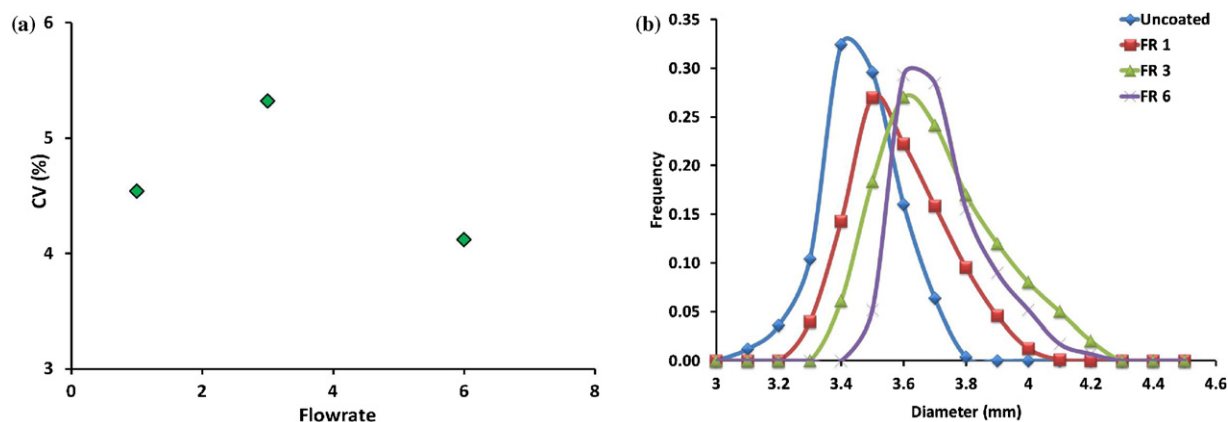 (a)
6
5
4
3
CV (%)
0 2 4 6 8
Flowrate
(b)
0.35
0.30
0.25
0.20
0.15
0.10
0.05
0.00
Frequency
3 3.2 3.4 3.6 3.8 4 4.2 4.4 4.6
Diameter (mm)
Uncoated
FR 1
FR 3
FR 6